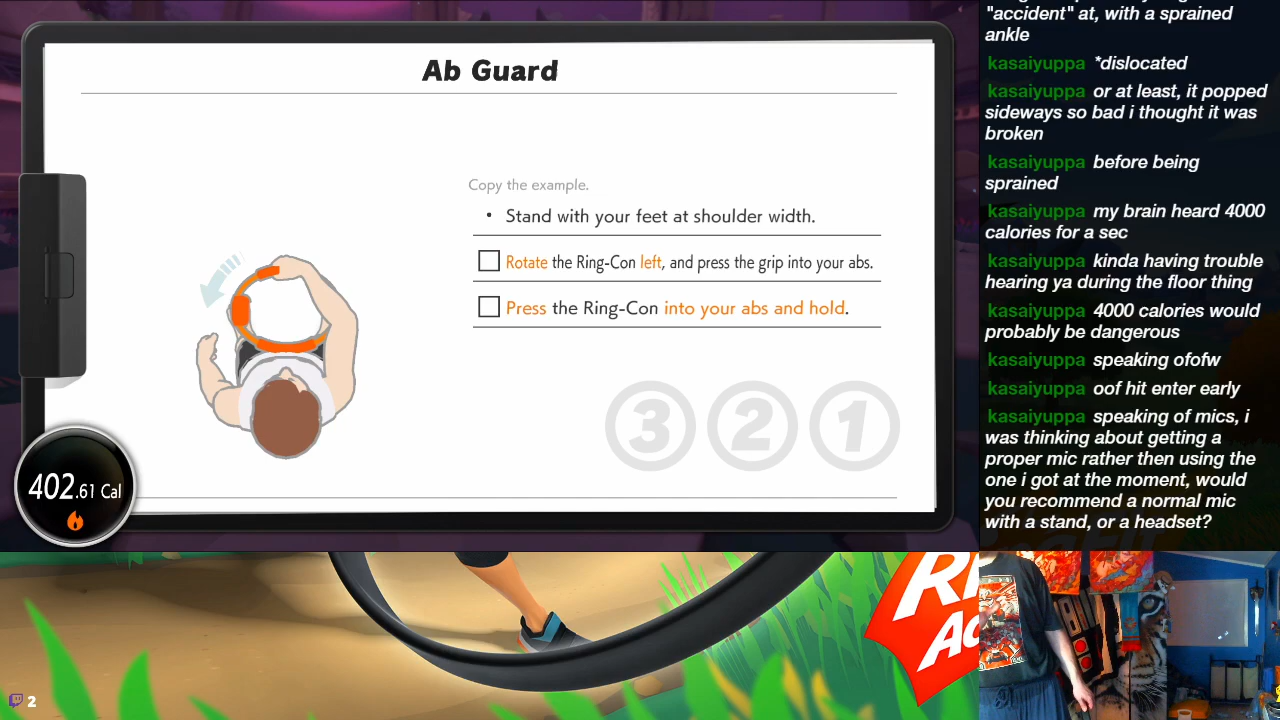 Ab Guard
Copy the example.
• Stand with your feet at shoulder width.
Rotate the Ring-Con left, and press the grip into your abs.
Press the Ring-Con into your abs and hold.
3 2 1
402.61 Cal
2
"accident" at, with a sprained
ankle
kasaiyuppa *dislocated
kasaiyuppa or at least, it popped
sideways so bad i thought it was
broken
kasaiyuppa before being
sprained
kasaiyuppa my brain heard 4000
calories for a sec
kasaiyuppa kinda having trouble
hearing ya during the floor thing
kasaiyuppa 4000 calories would
probably be dangerous
kasaiyuppa speaking ofofw
kasaiyuppa oof hit enter early
kasaiyuppa speaking of mics, i
was thinking about getting a
proper mic rather then using the
one i got at the moment, would
you recommend a normal mic
with a stand, or a headset?